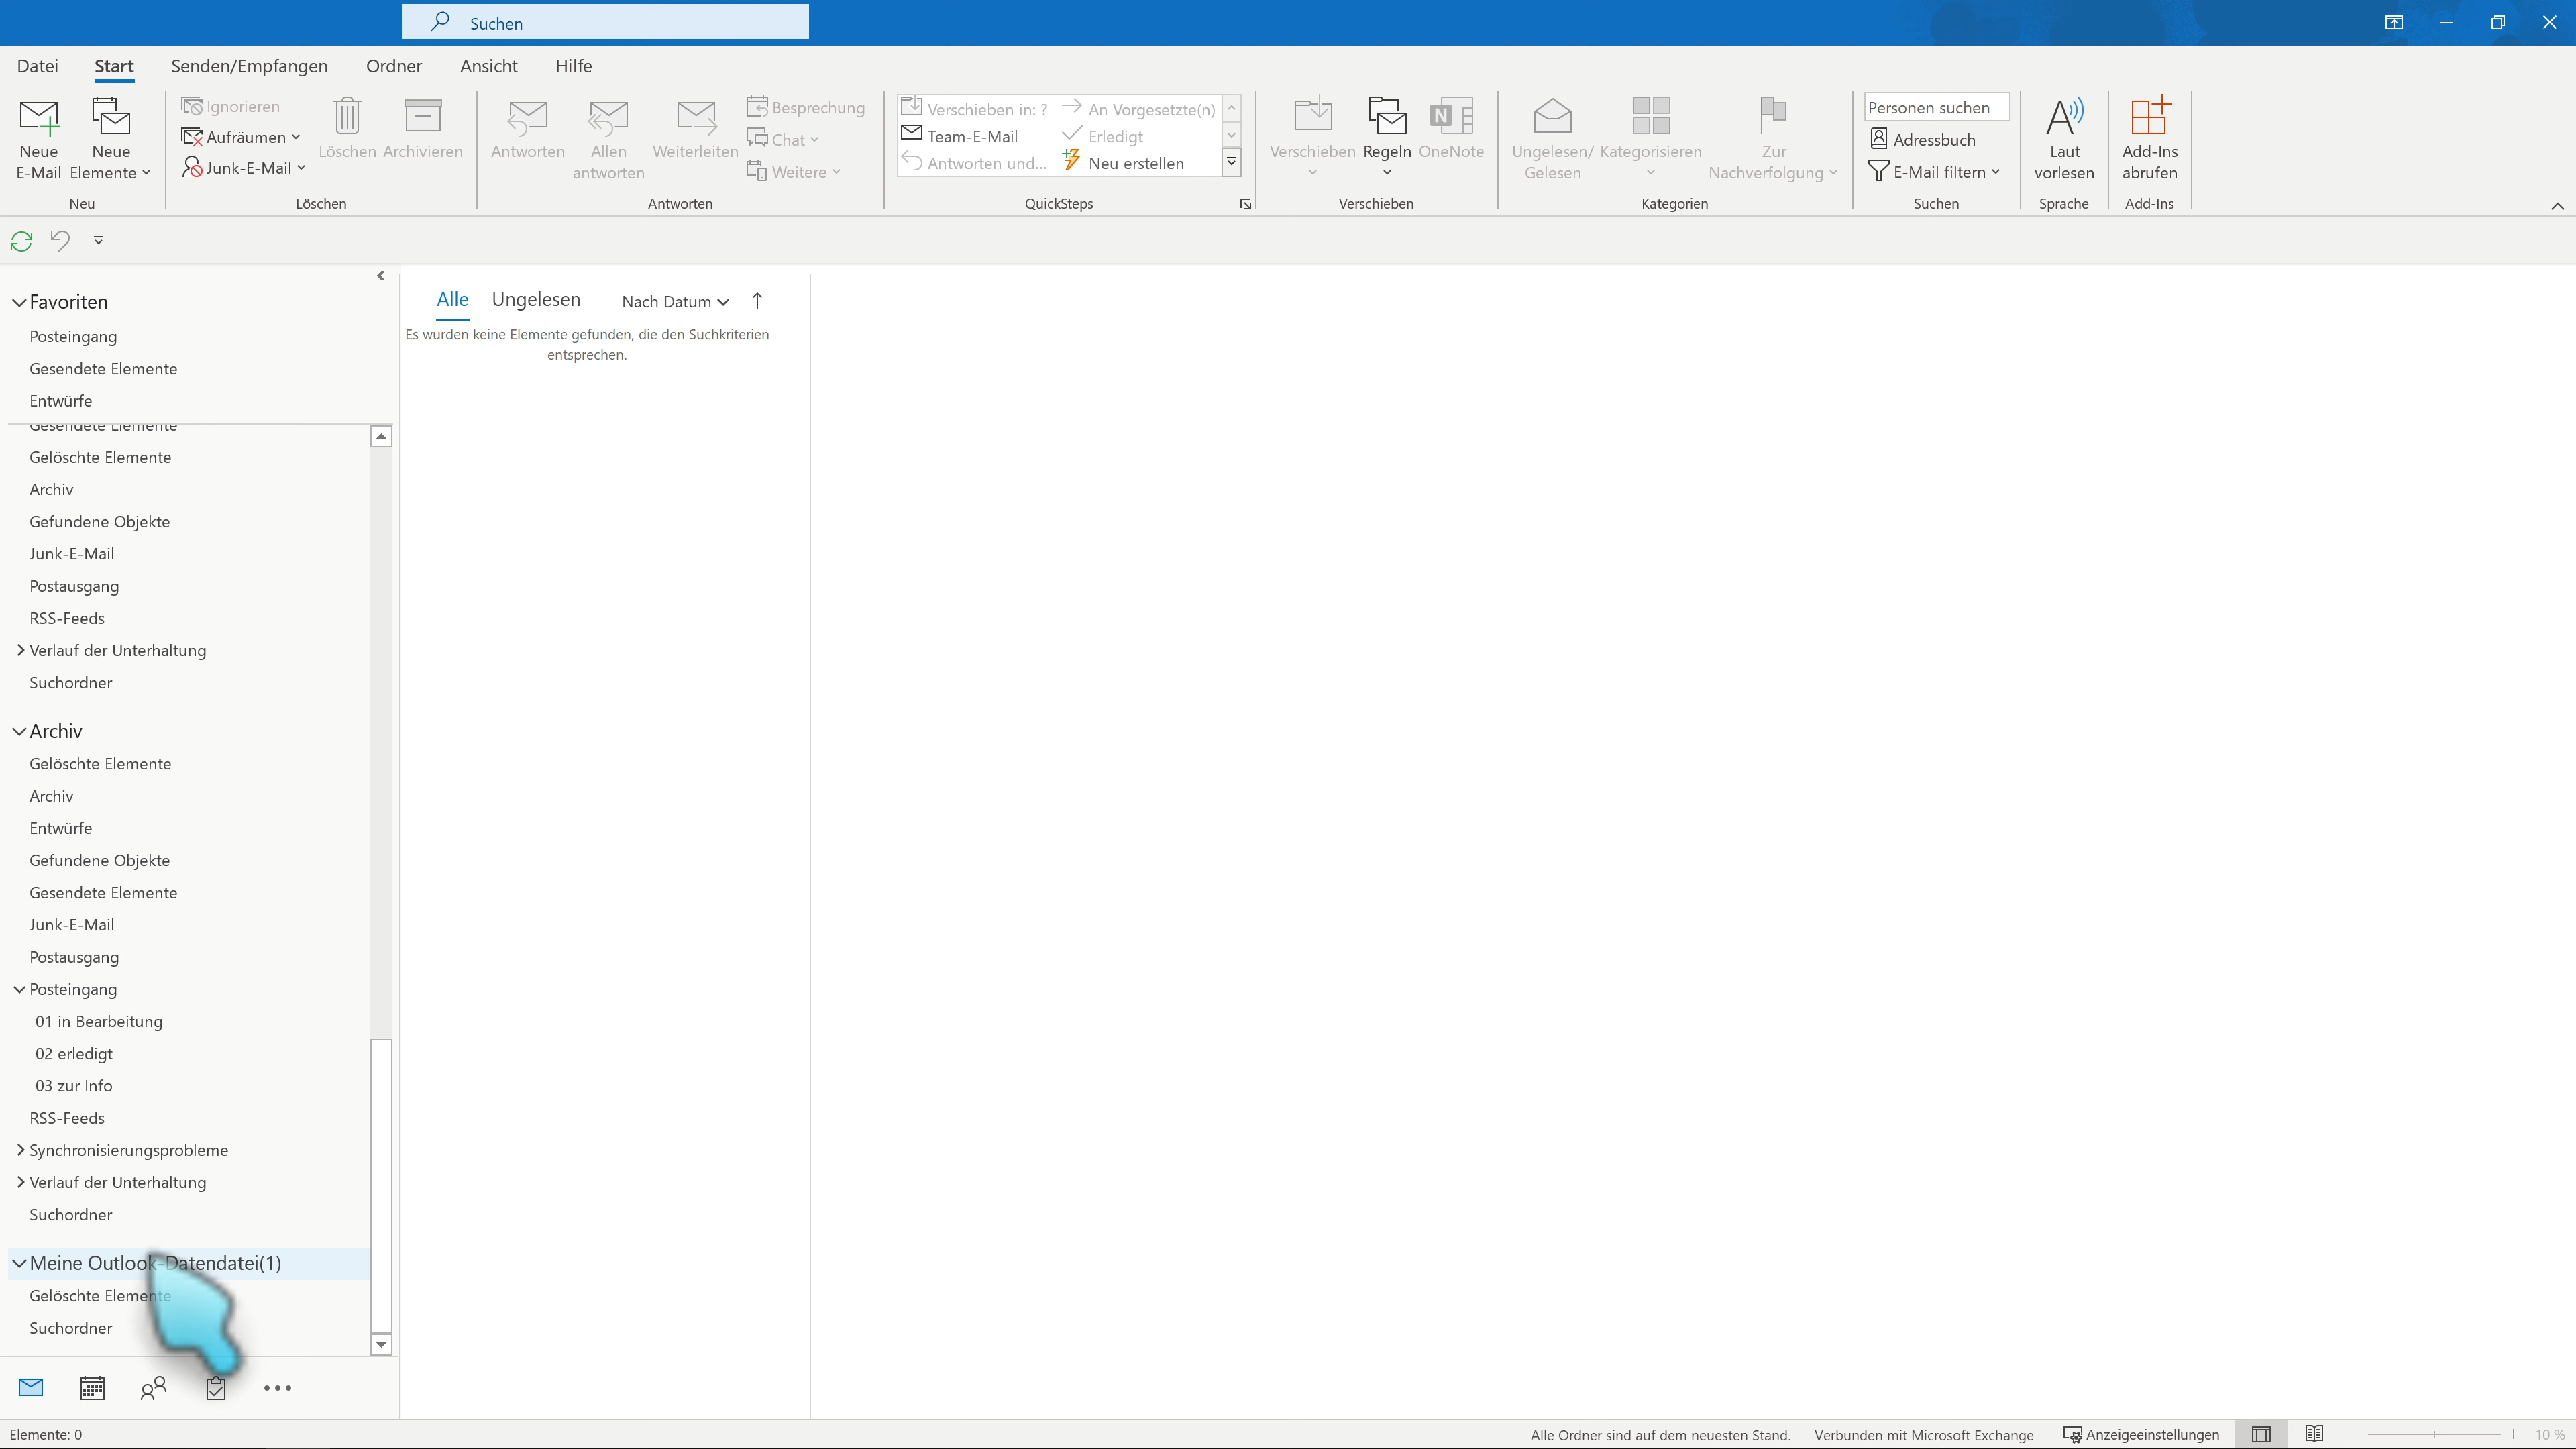 Suchen
Datei Start Senden/Empfangen Ordner Ansicht Hilfe
Neue E-Mail
Neue Elemente
Neu
Ignorieren
Aufräumen
Junk-E-Mail
Löschen
Archivieren
Löschen
Antworten
Allen antworten
Weiterleiten
Besprechung
Chat
Weitere
Antworten
Verschieben in: ?
Team-E-Mail
Antworten und...
An Vorgesetzte(n)
Erledigt
Neu erstellen
QuickSteps
Verschieben
Regeln
OneNote
Verschieben
Ungelesen/ Gelesen
Kategorisieren
Zur Nachverfolgung
Kategorien
Personen suchen
Adressbuch
E-Mail filtern
Suchen
Laut vorlesen
Sprache
Add-Ins abrufen
Add-Ins
Favoriten
Posteingang
Gesendete Elemente
Entwürfe
Gesendete Elemente
Gelöschte Elemente
Archiv
Gefundene Objekte
Junk-E-Mail
Postausgang
RSS-Feeds
Verlauf der Unterhaltung
Suchordner
Archiv
Gelöschte Elemente
Archiv
Entwürfe
Gefundene Objekte
Gesendete Elemente
Junk-E-Mail
Postausgang
Posteingang
01 in Bearbeitung
02 erledigt
03 zur Info
RSS-Feeds
Synchronisierungsprobleme
Verlauf der Unterhaltung
Suchordner
Meine Outlook-Datendatei(1)
Gelöschte Elemente
Suchordner
Alle Ungelesen Nach Datum
Es wurden keine Elemente gefunden, die den Suchkriterien
entsprechen.
Elemente: 0
Alle Ordner sind auf dem neuesten Stand. Verbunden mit Microsoft Exchange Anzeigeeinstellungen 10 %